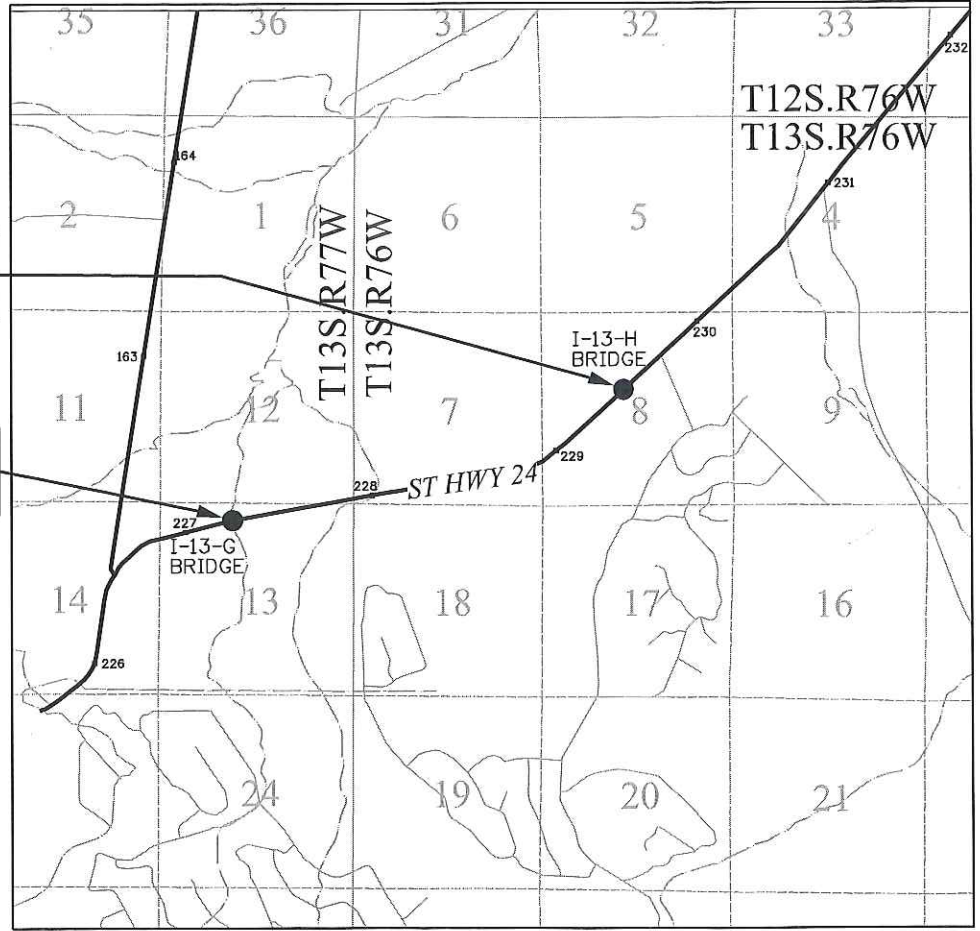 35 36 31 32 33
232
T12S.R76W
T13S.R76W
164
231
2 1 6 5 4
T13S.R77W
T13S.R76W
230
I-13-H
BRIDGE
163
11 12 7 8 9
229
ST HWY 24
228
227
I-13-G
BRIDGE
14 13 18 17 16
226
24 19 20 21